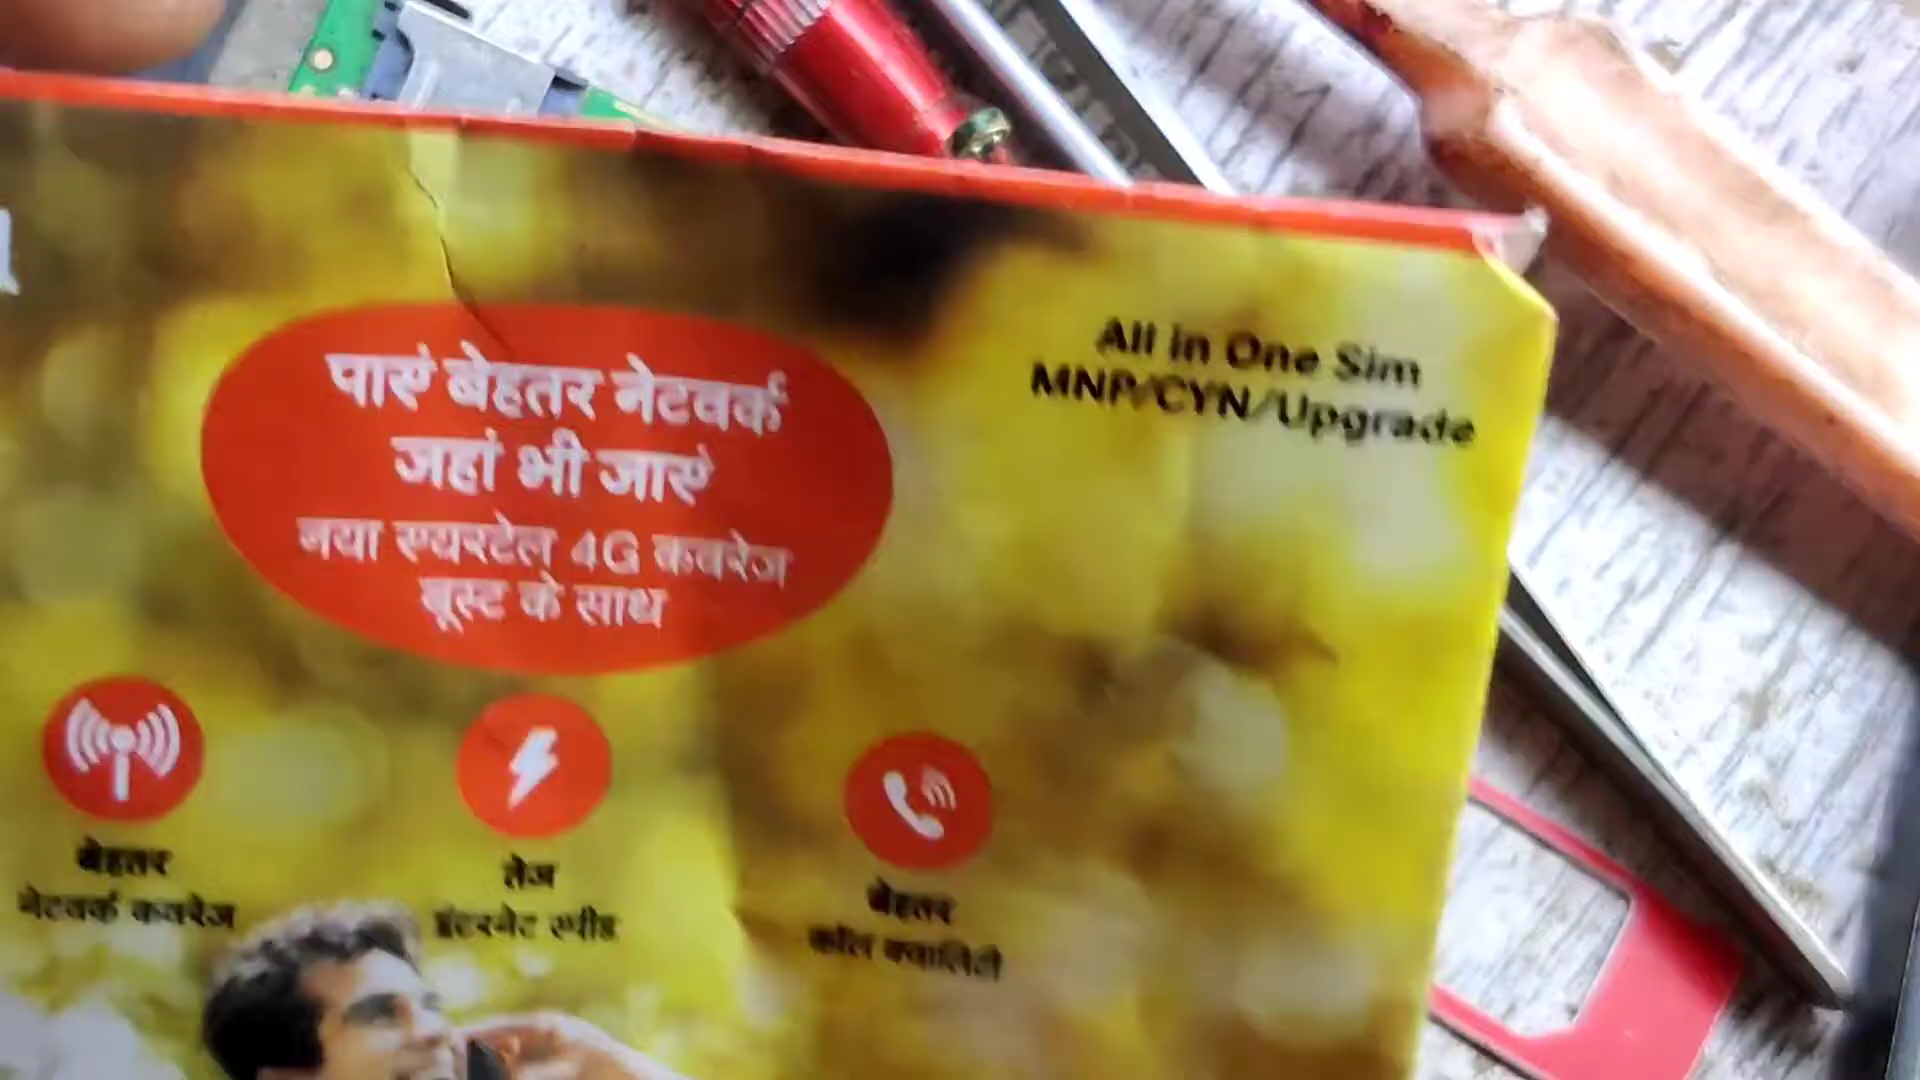 पाएं बेहतर नेटवर्क
जहां भी जाएं
नया एयरटेल 4G कवरेज
बूस्ट के साथ
All in One Sim
MNP/CYN/Upgrade
बेहतर
नेटवर्क कवरेज
तेज
इंटरनेट स्पीड
बेहतर
कॉल क्वालिटी